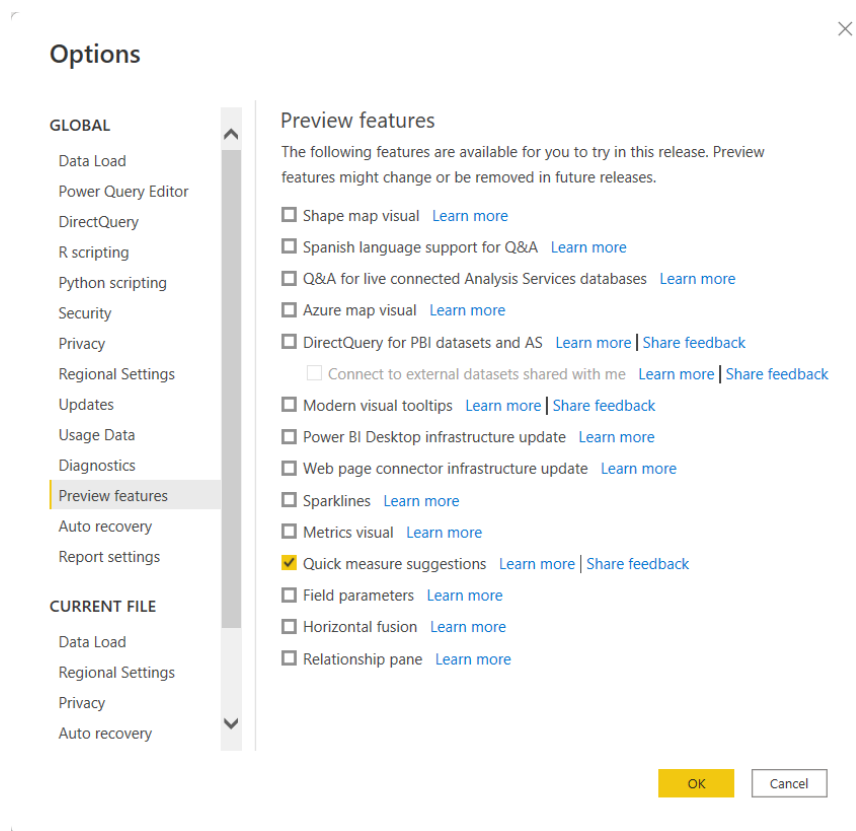 Options
GLOBAL
Data Load
Power Query Editor
DirectQuery
R scripting
Python scripting
Security
Privacy
Regional Settings
Updates
Usage Data
Diagnostics
Preview features
Auto recovery
Report settings
CURRENT FILE
Data Load
Regional Settings
Privacy
Auto recovery
Preview features
The following features are available for you to try in this release. Preview
features might change or be removed in future releases.
Shape map visual Learn more
Spanish language support for Q&A Learn more
Q&A for live connected Analysis Services databases Learn more
Azure map visual Learn more
DirectQuery for PBI datasets and AS Learn more | Share feedback
Connect to external datasets shared with me Learn more | Share feedback
Modern visual tooltips Learn more | Share feedback
Power BI Desktop infrastructure update Learn more
Web page connector infrastructure update Learn more
Sparklines Learn more
Metrics visual Learn more
Quick measure suggestions Learn more | Share feedback
Field parameters Learn more
Horizontal fusion Learn more
Relationship pane Learn more
OK Cancel